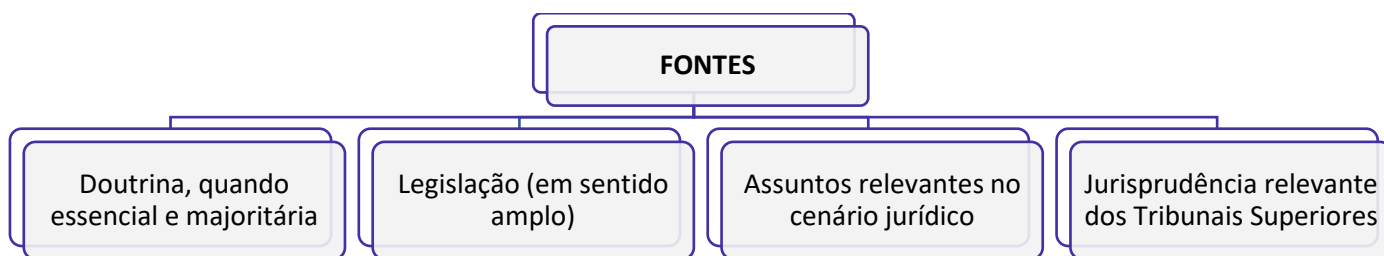 FONTES
Doutrina, quando
essencial e majoritária
Legislação (em sentido
amplo)
Assuntos relevantes no
cenário jurídico
Jurisprudência relevante
dos Tribunais Superiores